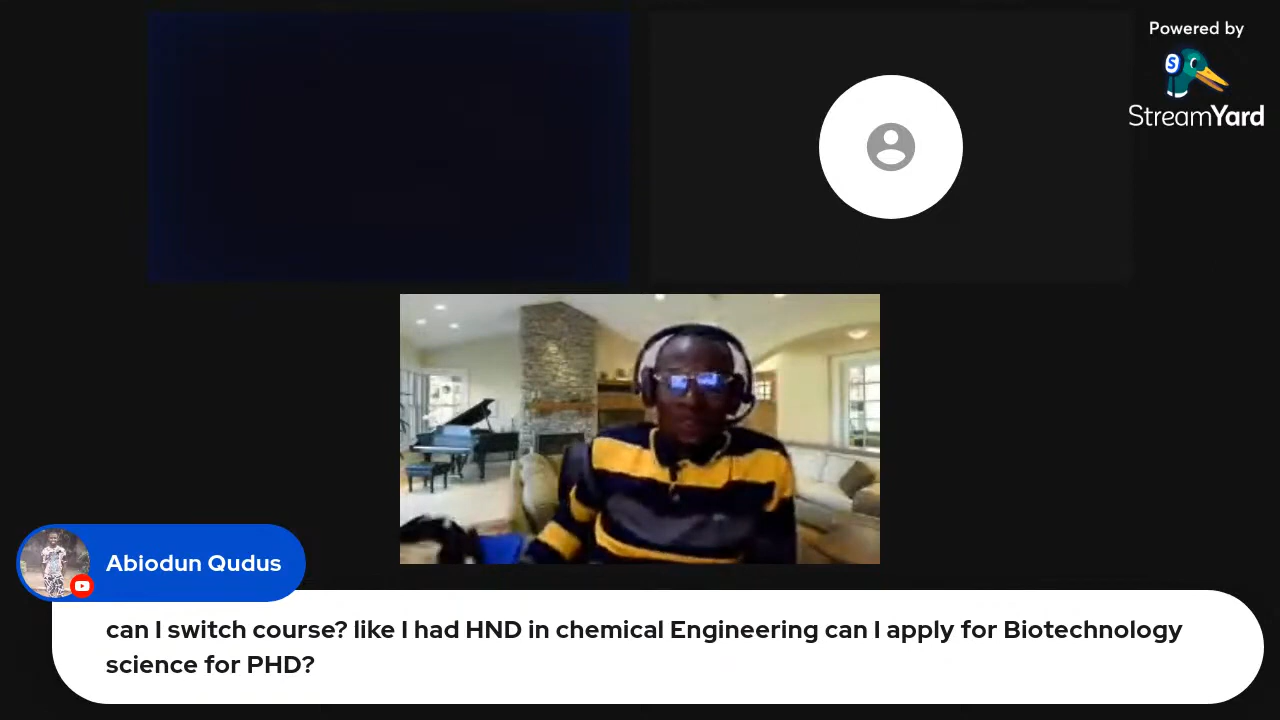 Powered by
StreamYard
Abiodun Qudus
can I switch course? like I had HND in chemical Engineering can I apply for Biotechnology
science for PHD?